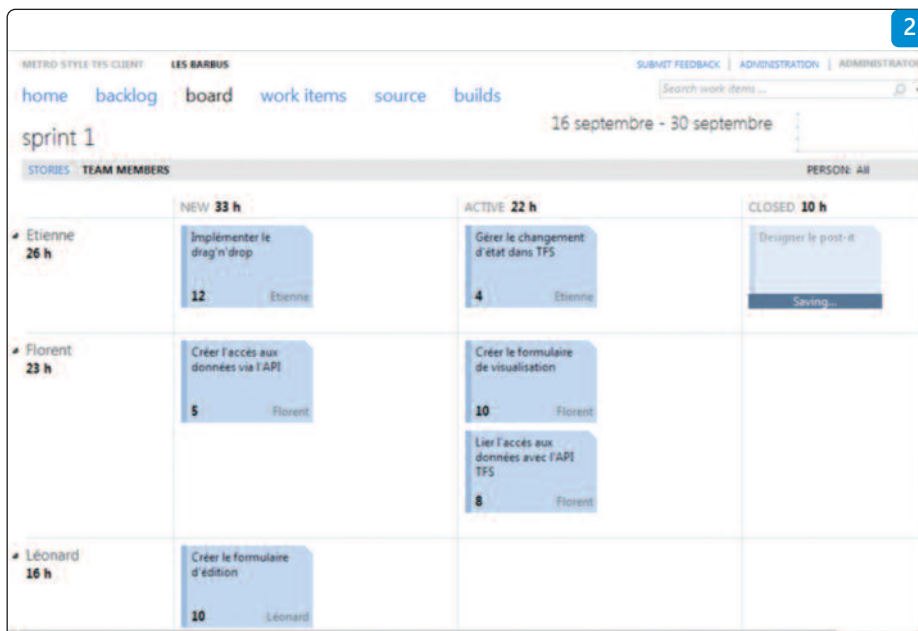 2
METRO STYLE TFS CLIENT LES BARBUS
SUBMIT FEEDBACK | ADMINISTRATION | ADMINISTRATOR
home backlog board work items source builds
Search work items ...
sprint 1
16 septembre - 30 septembre
STORIES TEAM MEMBERS
PERSON: All
NEW 33 h
ACTIVE 22 h
CLOSED 10 h
Etienne
26 h
Implémenter le
drag'n'drop
12 Etienne
Gérer le changement
d'état dans TFS
4 Etienne
Designer le post-it
Saving...
Florent
23 h
Créer l'accès aux
données via l'API
5 Florent
Créer le formulaire
de visualisation
10 Florent
Lier l'accès aux
données avec l'API
TFS
8 Florent
Léonard
16 h
Créer le formulaire
d'édition
10 Léonard